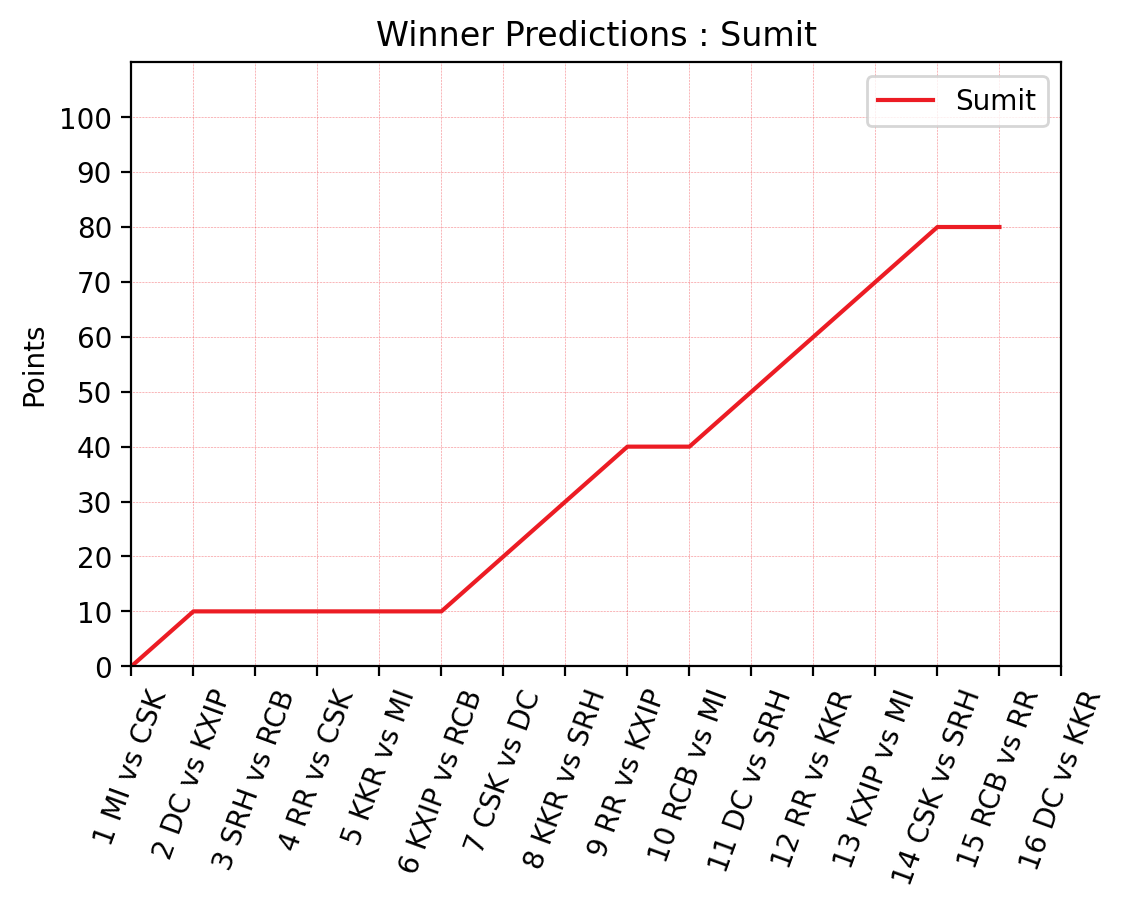 Winner Predictions : Sumit
Sumit
100
90
80
70
60
50
40
30
20
10
0
Points
1 MI vs CSK
2 DC vs KXIP
3 SRH vs RCB
4 RR vs CSK
5 KKR vs MI
6 KXIP vs RCB
7 CSK vs DC
8 KKR vs SRH
9 RR vs KXIP
10 RCB vs MI
11 DC vs SRH
12 RR vs KKR
13 KXIP vs MI
14 CSK vs SRH
15 RCB vs RR
16 DC vs KKR